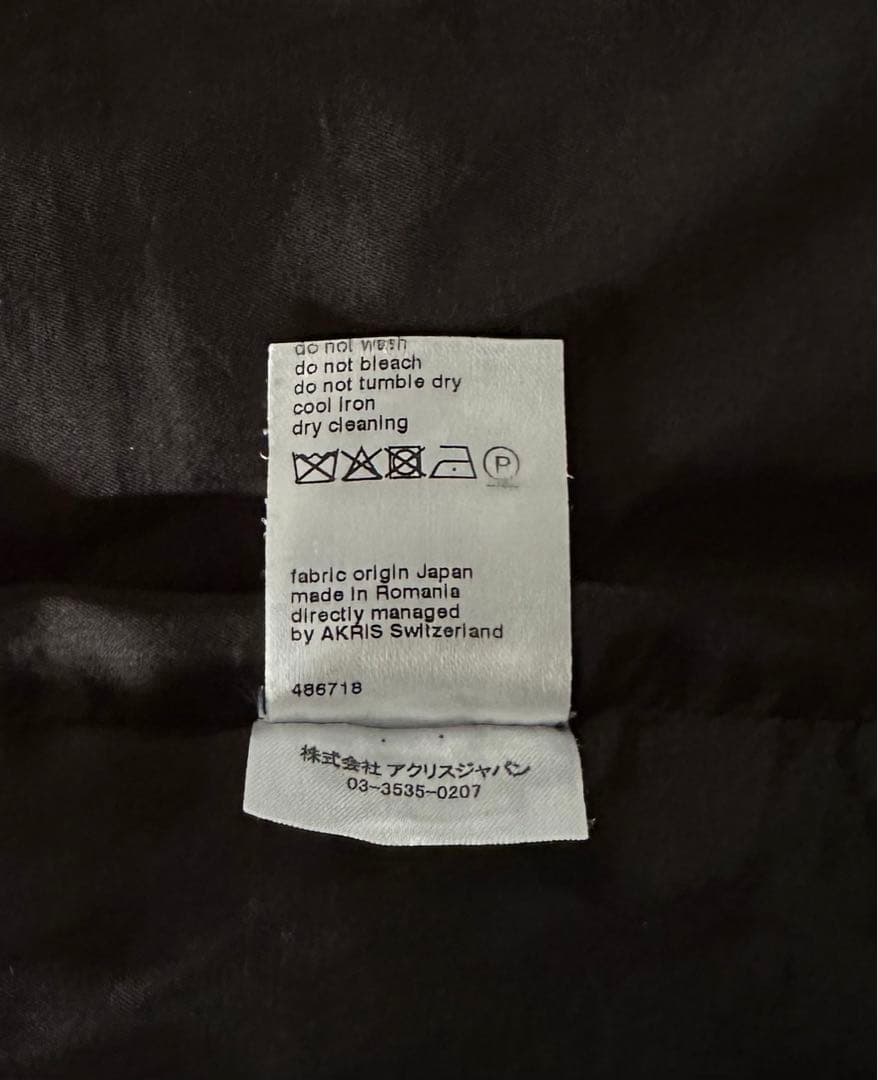 do not wash
do not bleach
do not tumble dry
cool iron
dry cleaning
P
fabric origin Japan
made in Romania
directly managed
by AKRIS Switzerland
486718
株式会社 アクリスジャパン
03-3535-0207